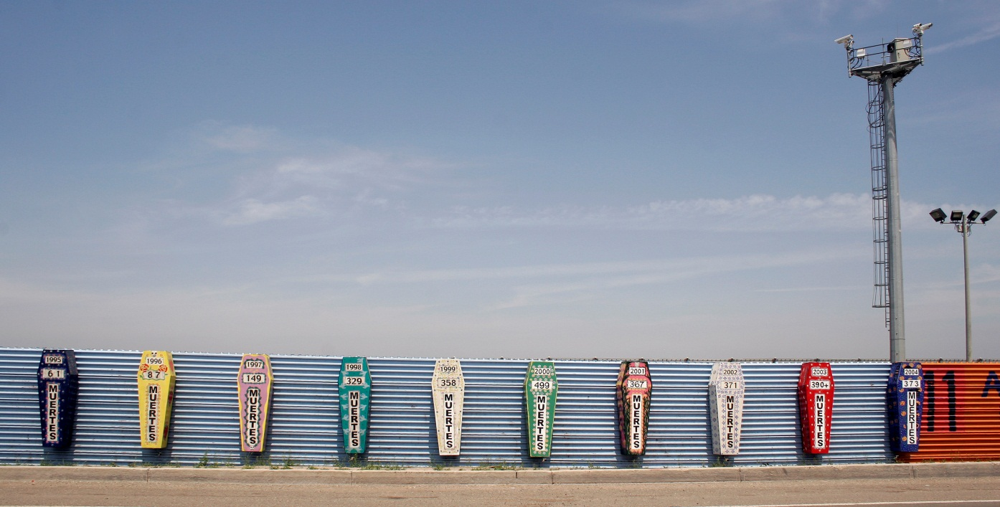 1995
61
MUERTES
1996
87
MUERTES
1997
149
MUERTES
1998
329
MUERTES
1999
358
MUERTES
2000
499
MUERTES
2001
367
MUERTES
2002
371
MUERTES
2003
390+
MUERTES
2004
373
MUERTES
11
A